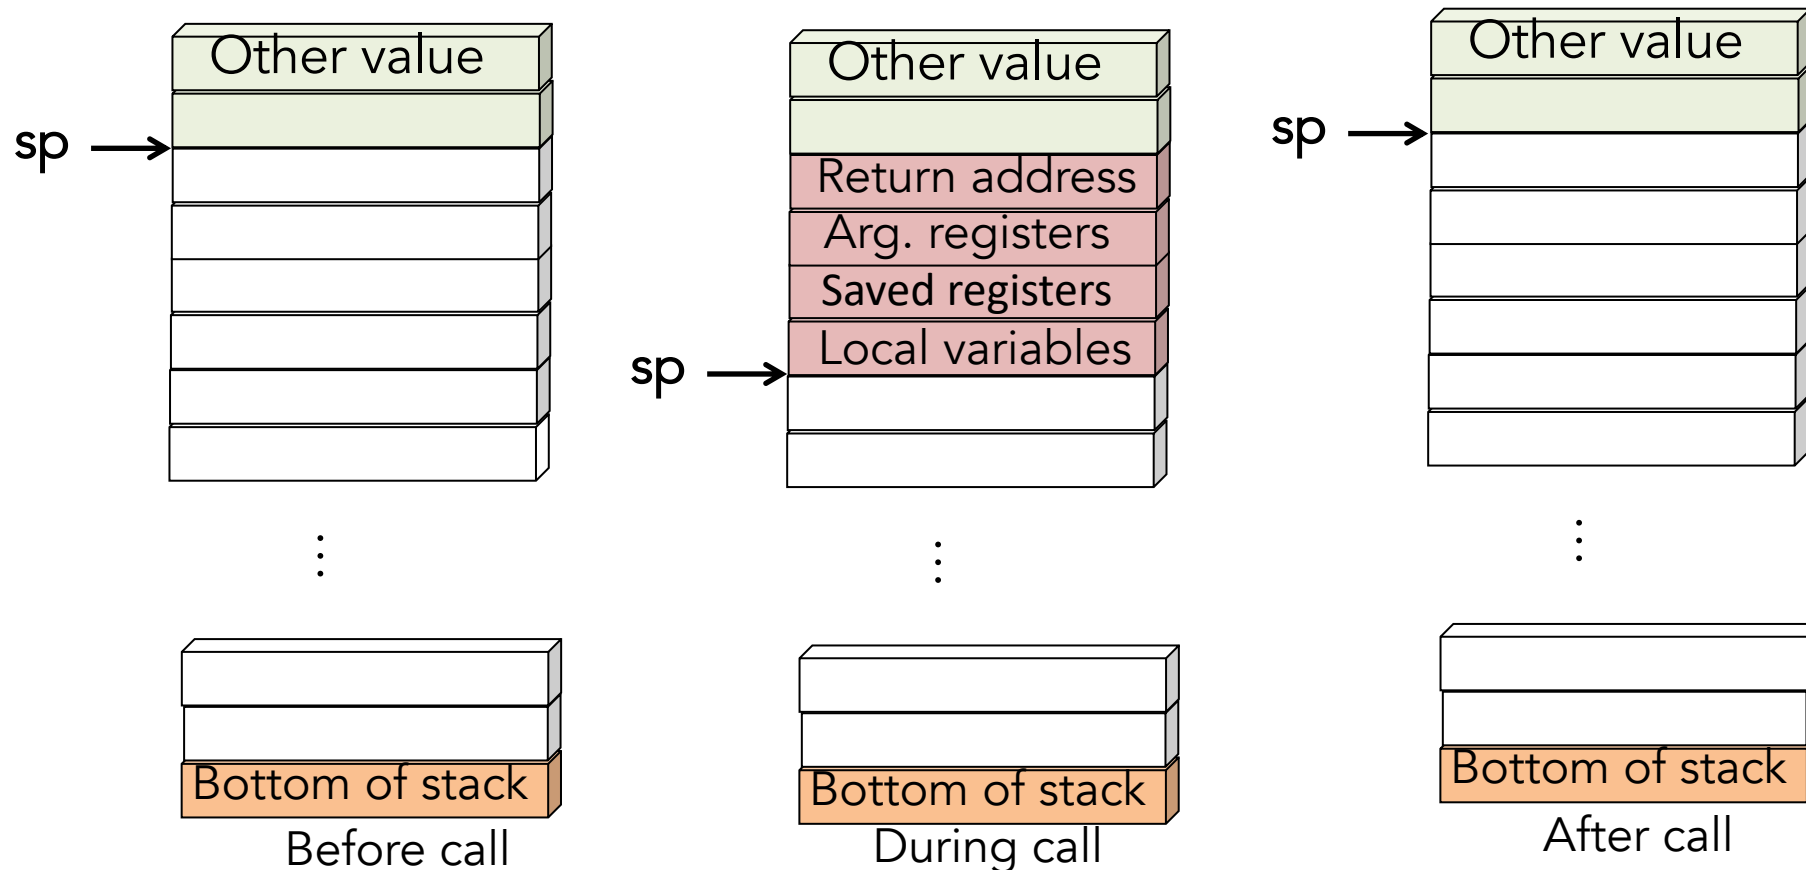 Other value
sp
Bottom of stack
Before call
Other value
Return address
Arg. registers
Saved registers
Local variables
sp
Bottom of stack
During call
Other value
sp
Bottom of stack
After call